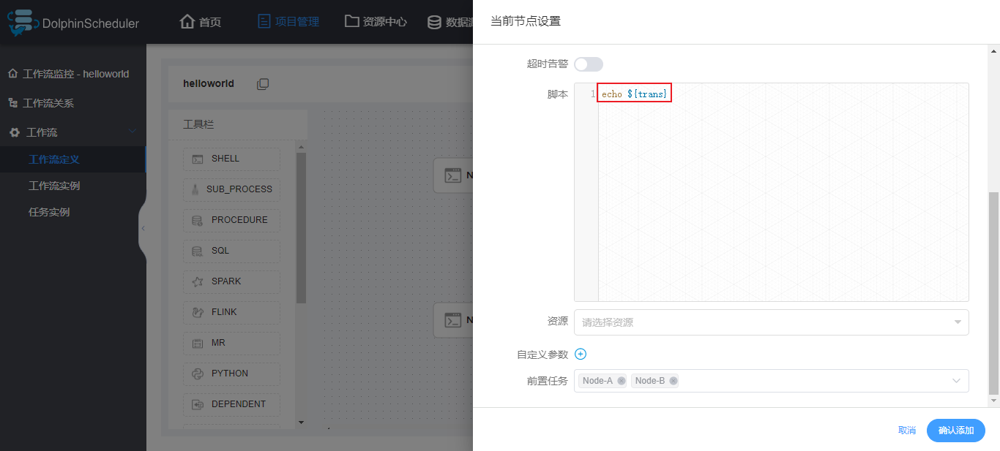 DolphinScheduler
首页
项目管理
资源中心
数据源
当前节点设置
工作流监控 - helloworld
工作流关系
工作流
工作流定义
工作流实例
任务实例
helloworld
工具栏
SHELL
SUB_PROCESS
PROCEDURE
SQL
SPARK
FLINK
MR
PYTHON
DEPENDENT
N
N
超时告警
脚本
1 echo ${trans}
资源
请选择资源
自定义参数
前置任务
Node-A
Node-B
取消
确认添加